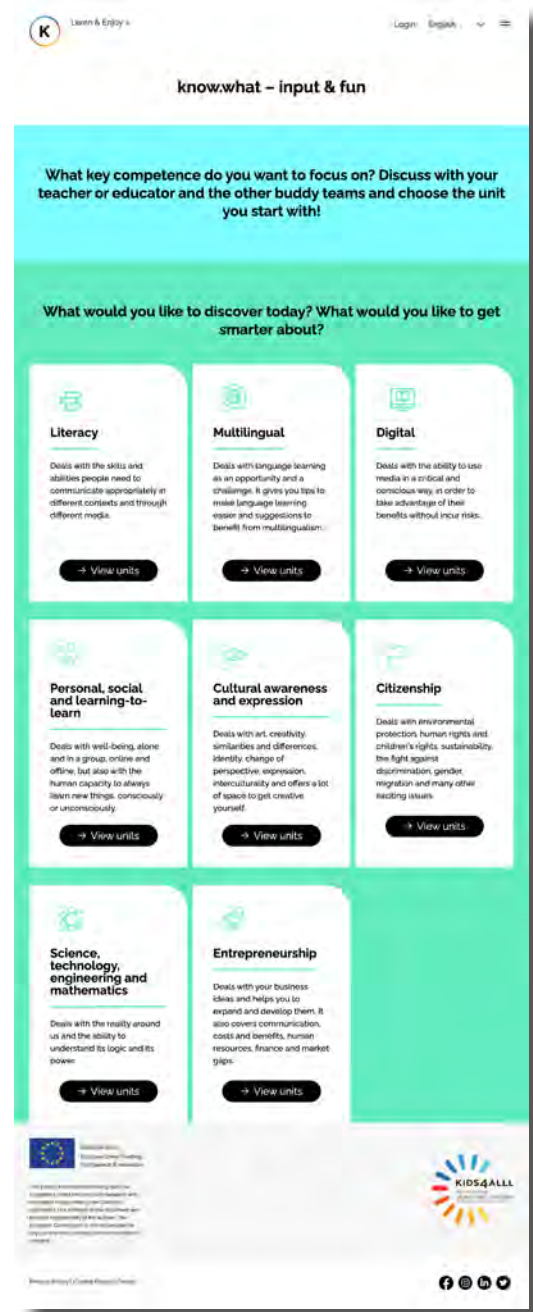 K
Learn & Enjoy
Login
English
know.what – input & fun
What key competence do you want to focus on? Discuss with your
teacher or educator and the other buddy teams and choose the unit
you start with!
What would you like to discover today? What would you like to get
smarter about?
Literacy
Deals with the skills and
abilities people need to
communicate appropriately in
different contexts and through
different media.
→ View units
Multilingual
Deals with language learning
as an opportunity and a
challenge. It gives you tips to
make language learning
easier and suggestions to
benefit from multilingualism.
→ View units
Digital
Deals with the ability to use
media in a critical and
conscious way, in order to
take advantage of their
benefits without incur risks.
→ View units
Personal, social
and learning-to-
learn
Deals with well-being, alone
and in a group, online and
offline, but also with the
human capacity to always
learn new things, consciously
or unconsciously.
→ View units
Cultural awareness
and expression
Deals with art, creativity,
similarities and differences,
identity, change of
perspective, expression,
interculturality and offers a lot
of space to get creative
yourself.
→ View units
Citizenship
Deals with environmental
protection, human rights and
children's rights, sustainability,
the fight against
discrimination, gender,
migration and many other
exciting issues.
→ View units
Science,
technology,
engineering and
mathematics
Deals with the reality around
us and the ability to
understand its logic and its
power.
→ View units
Entrepreneurship
Deals with your business
ideas and helps you to
expand and develop them. It
also covers communication,
costs and benefits, human
resources, finance and market
gaps.
→ View units
KIDS4ALLL